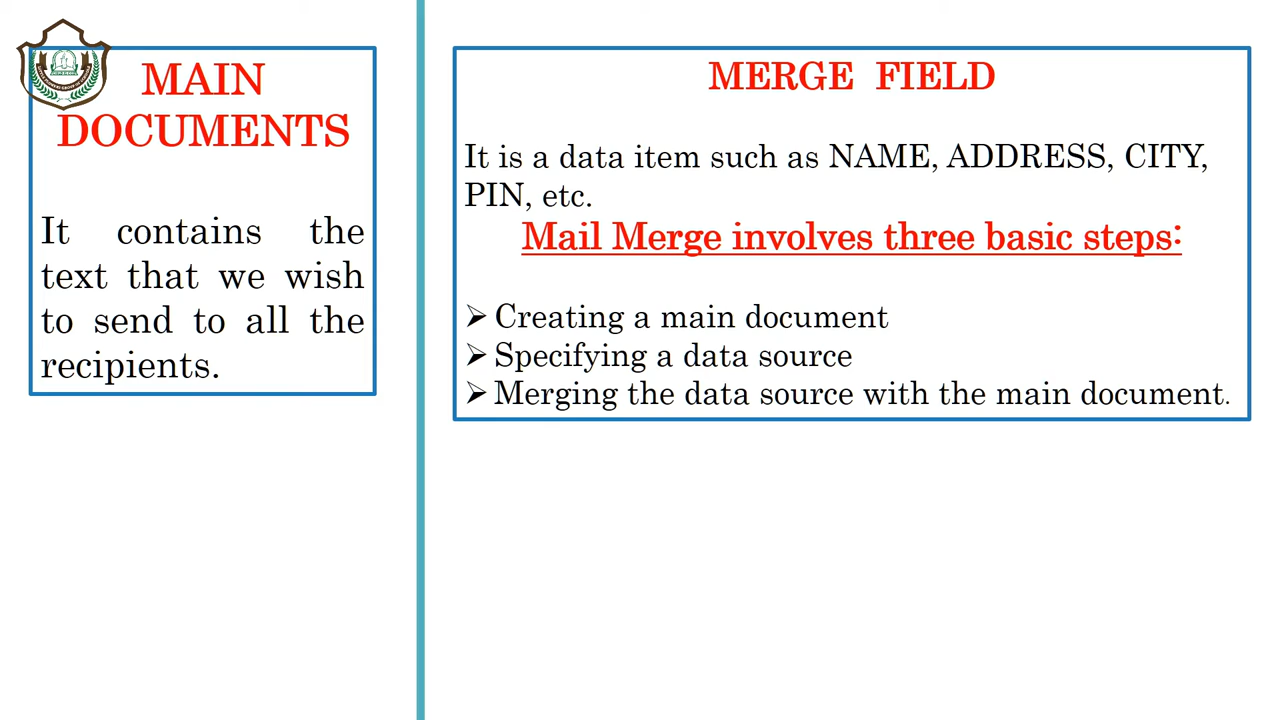 MAIN
DOCUMENTS
It contains the
text that we wish
to send to all the
recipients.
MERGE FIELD
It is a data item such as NAME, ADDRESS, CITY,
PIN, etc.
Mail Merge involves three basic steps:
➢ Creating a main document
➢ Specifying a data source
➢ Merging the data source with the main document.